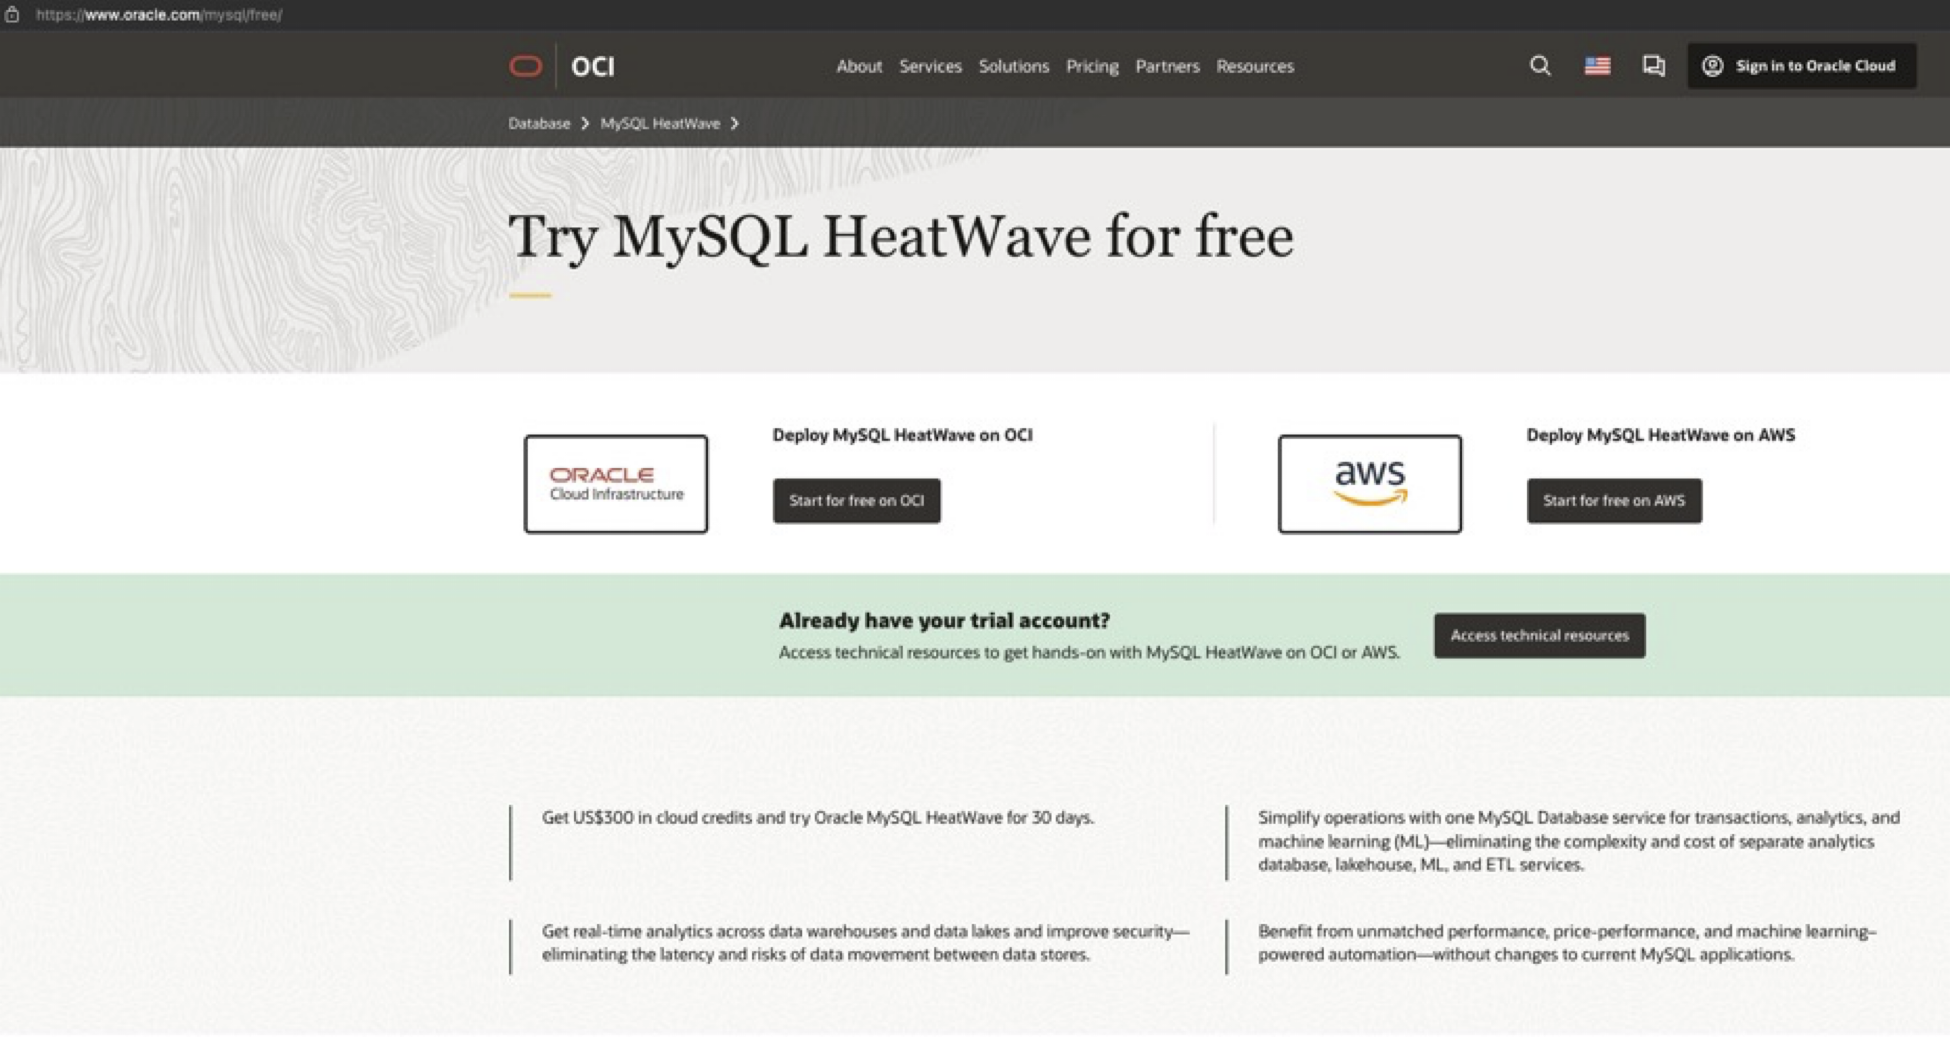 https://www.oracle.com/mysql/free/
OCI
About Services Solutions Pricing Partners Resources
Sign in to Oracle Cloud
Database MySQL HeatWave
Try MySQL HeatWave for free
ORACLE
Cloud Infrastructure
Deploy MySQL HeatWave on OCI
Start for free on OCI
aws
Deploy MySQL HeatWave on AWS
Start for free on AWS
Already have your trial account?
Access technical resources to get hands-on with MySQL HeatWave on OCI or AWS.
Access technical resources
Get US$300 in cloud credits and try Oracle MySQL HeatWave for 30 days.
Simplify operations with one MySQL Database service for transactions, analytics, and
machine learning (ML)—eliminating the complexity and cost of separate analytics
database, lakehouse, ML, and ETL services.
Get real-time analytics across data warehouses and data lakes and improve security—
eliminating the latency and risks of data movement between data stores.
Benefit from unmatched performance, price-performance, and machine learning–
powered automation—without changes to current MySQL applications.